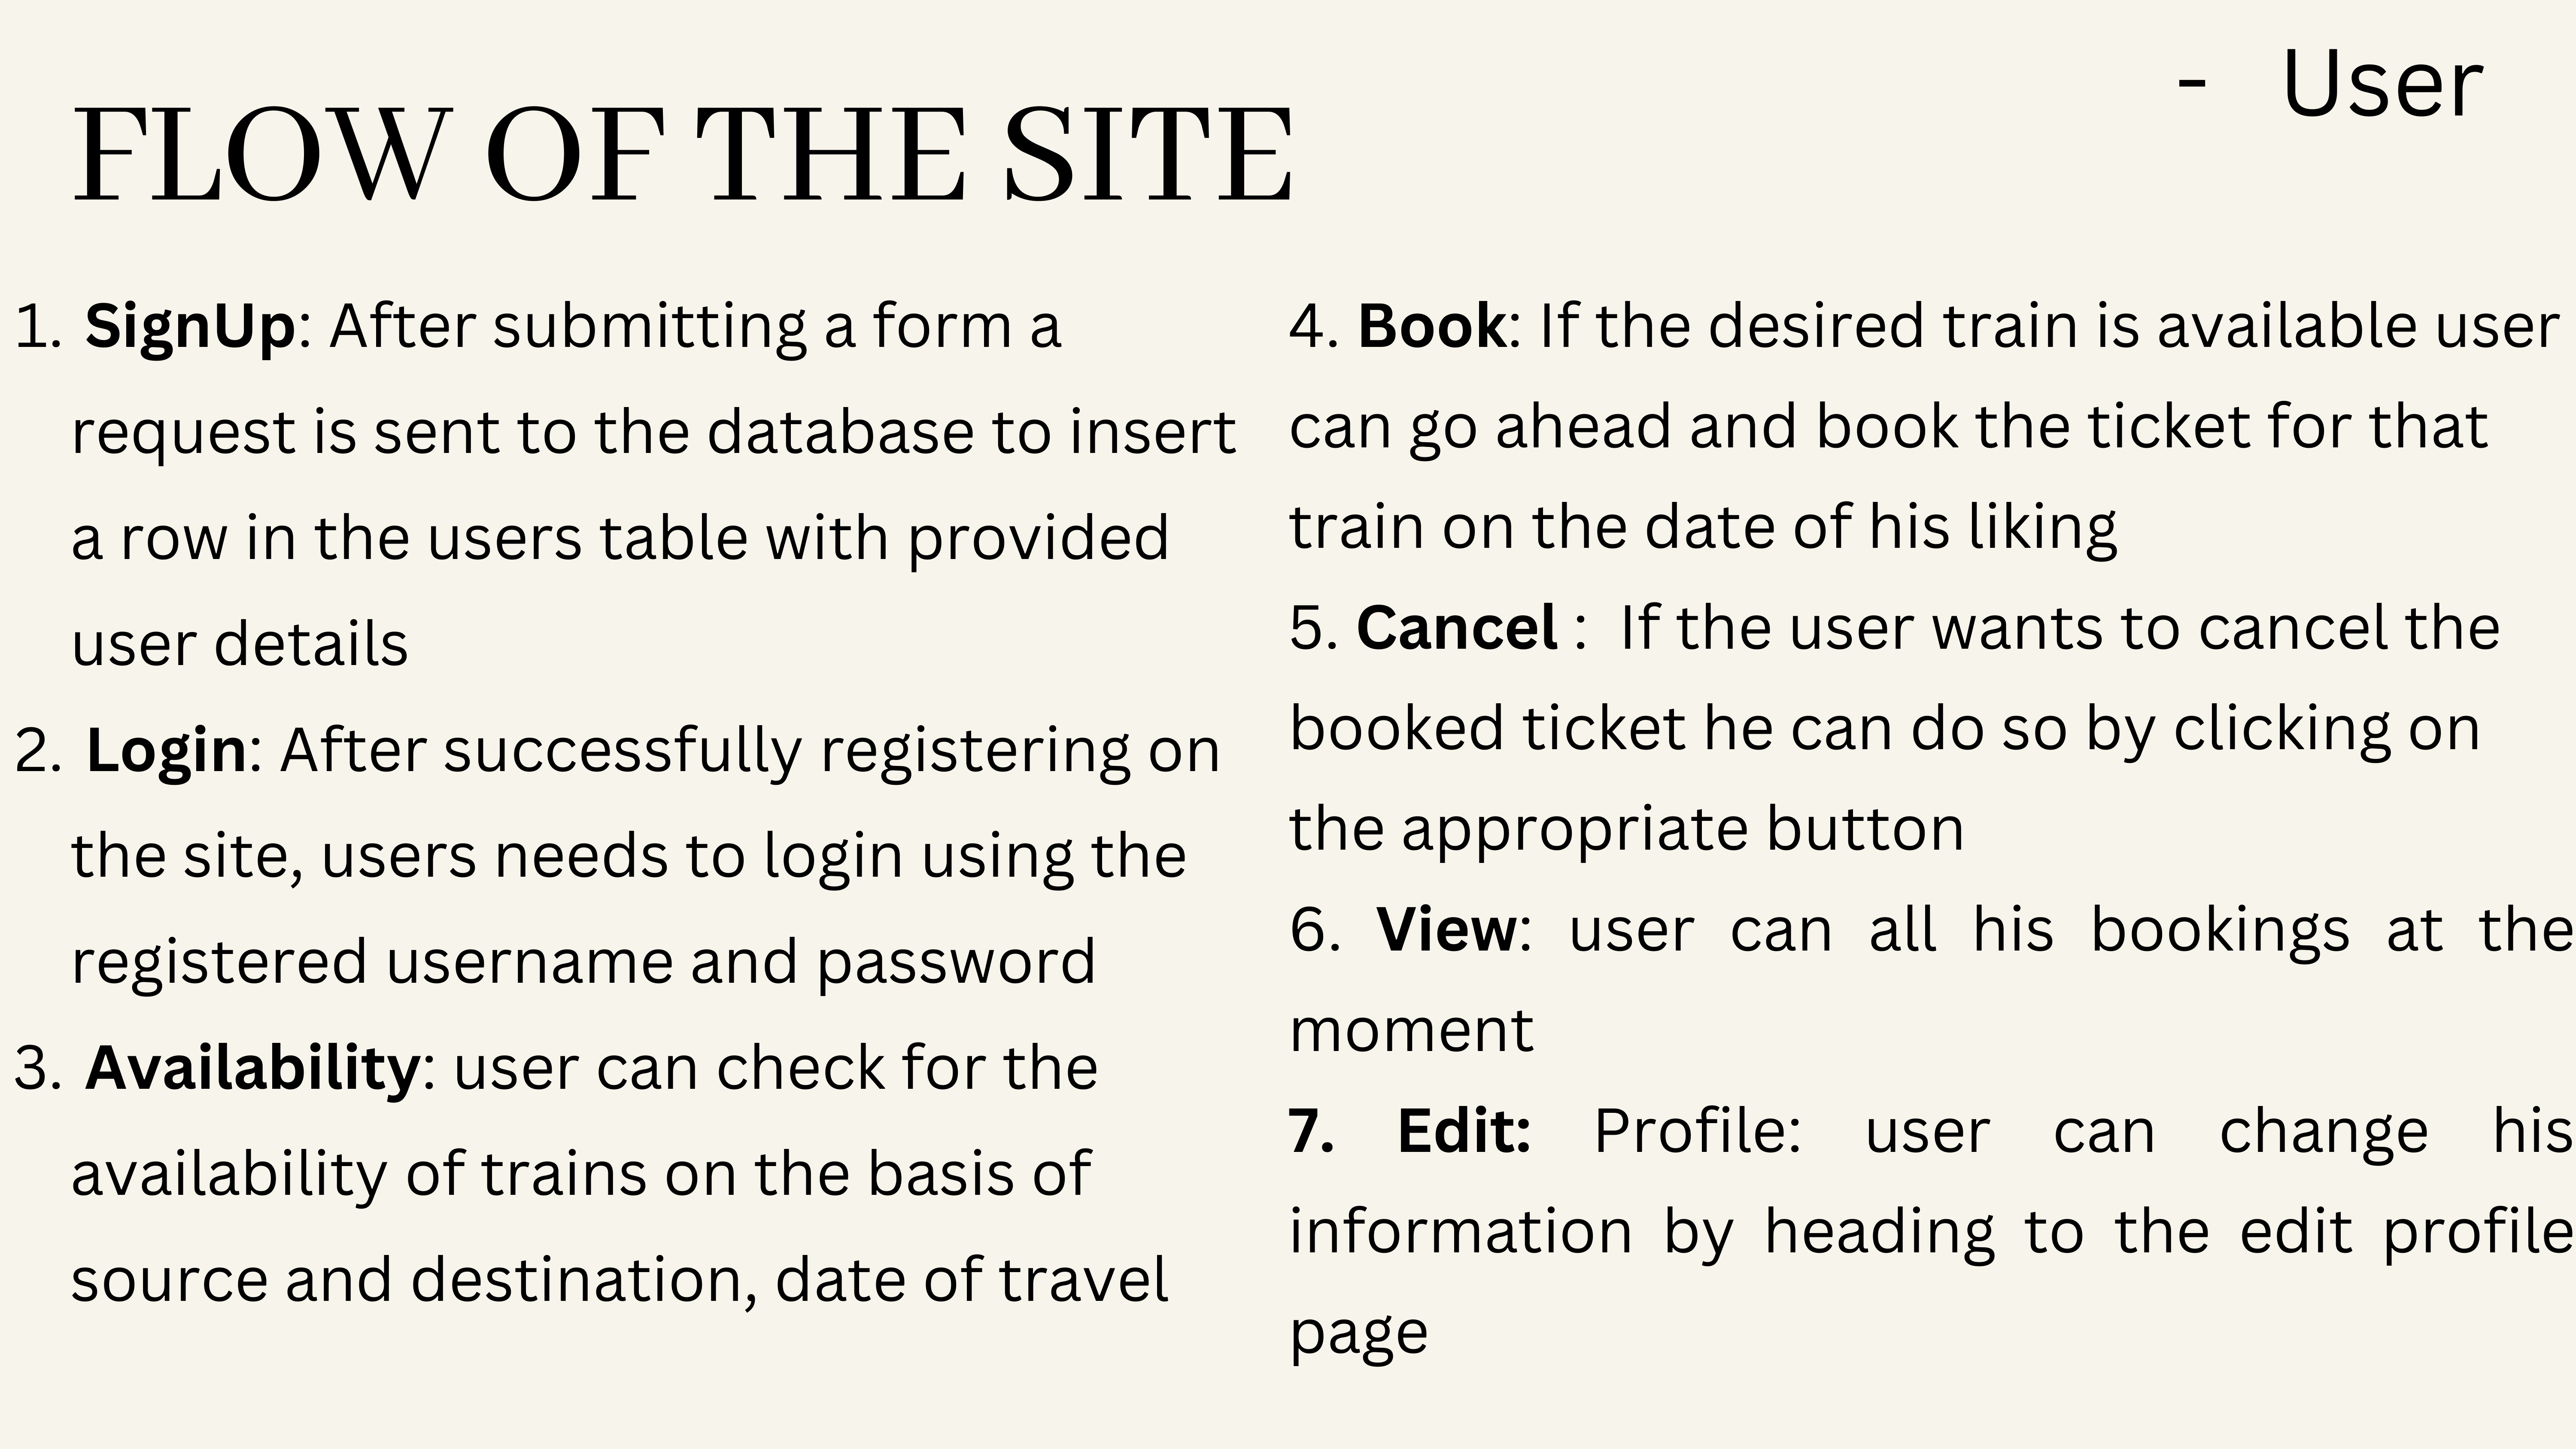 - User
FLOW OF THE SITE
1. SignUp: After submitting a form a
request is sent to the database to insert
a row in the users table with provided
user details
2. Login: After successfully registering on
the site, users needs to login using the
registered username and password
3. Availability: user can check for the
availability of trains on the basis of
source and destination, date of travel
4. Book: If the desired train is available user
can go ahead and book the ticket for that
train on the date of his liking
5. Cancel : If the user wants to cancel the
booked ticket he can do so by clicking on
the appropriate button
6. View: user can all his bookings at the
moment
7. Edit: Profile: user can change his
information by heading to the edit profile
page